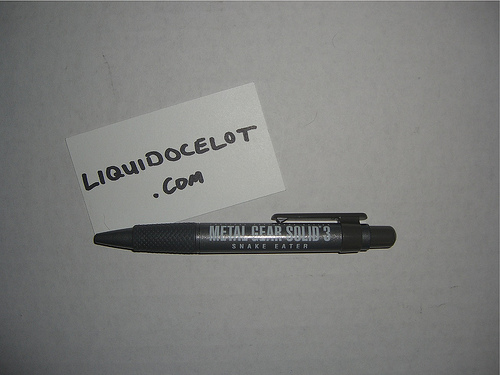 LIQUIDOCELOT
.COM
METAL GEAR SOLID 3
SNAKE EATER